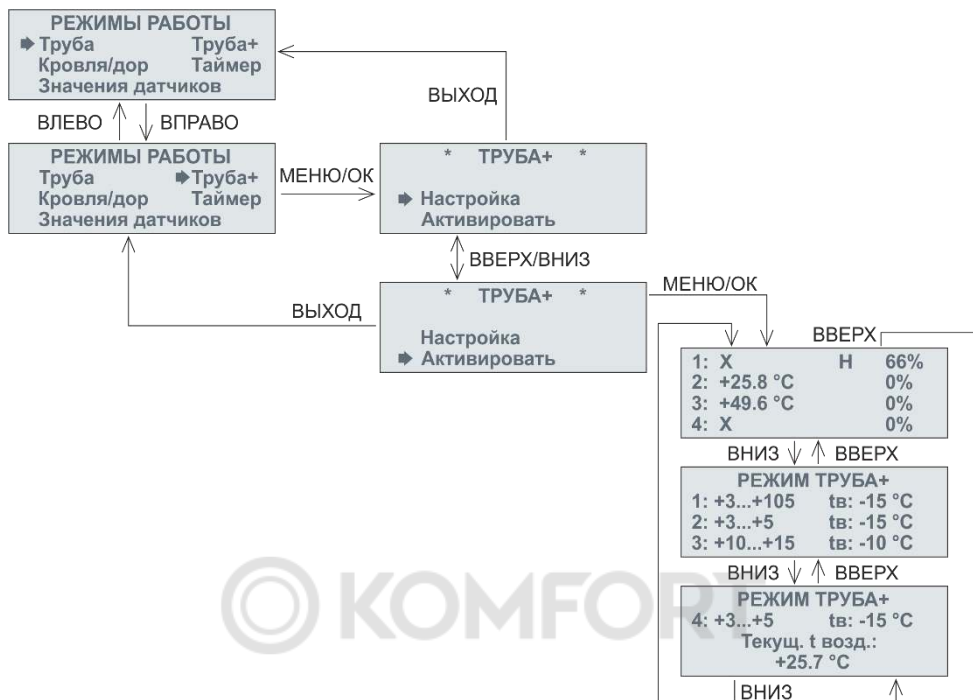 РЕЖИМЫ РАБОТЫ
Труба Труба+
Кровля/дор Таймер
Значения датчиков
ВЫХОД
ВЛЕВО ВПРАВО
РЕЖИМЫ РАБОТЫ
Труба Труба+
Кровля/дор Таймер
Значения датчиков
МЕНЮ/ОК
* ТРУБА+ *
Настройка
Активировать
ВВЕРХ/ВНИЗ
ВЫХОД
* ТРУБА+ *
Настройка
Активировать
МЕНЮ/ОК
ВВЕРХ
1: X Н 66%
2: +25.8 °C 0%
3: +49.6 °C 0%
4: X 0%
ВНИЗ ВВЕРХ
РЕЖИМ ТРУБА+
1: +3...+105 tв: -15 °C
2: +3...+5 tв: -15 °C
3: +10...+15 tв: -10 °C
ВНИЗ ВВЕРХ
РЕЖИМ ТРУБА+
4: +3...+5 tв: -15 °C
Текущ. t возд.:
+25.7 °C
ВНИЗ
KOMFORT